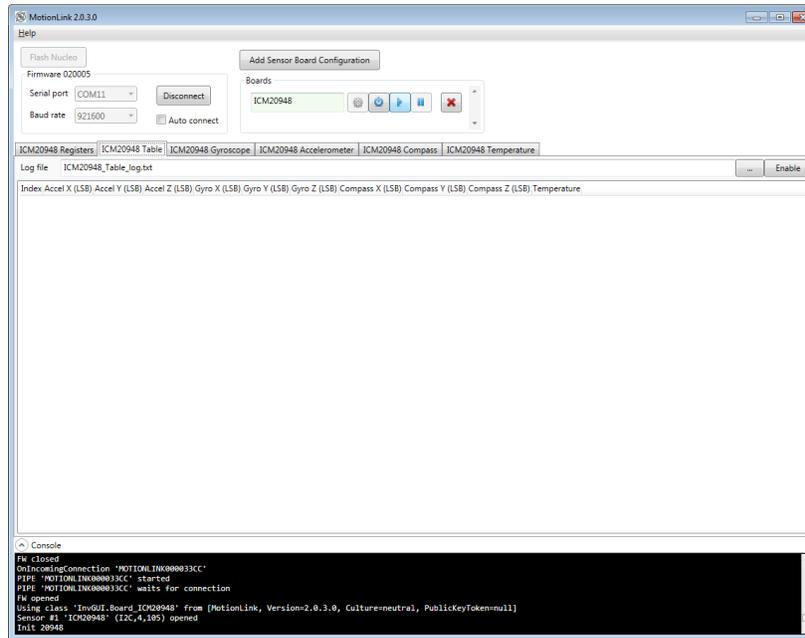 MotionLink 2.0.3.0
Help
Flash Nucleo
Firmware 020005
Serial port COM11 Disconnect
Baud rate 921600 Auto connect
Add Sensor Board Configuration
Boards
ICM20948
ICM20948 Registers ICM20948 Table ICM20948 Gyroscope ICM20948 Accelerometer ICM20948 Compass ICM20948 Temperature
Log file ICM20948_Table_log.txt ... Enable
Index Accel X (LSB) Accel Y (LSB) Accel Z (LSB) Gyro X (LSB) Gyro Y (LSB) Gyro Z (LSB) Compass X (LSB) Compass Y (LSB) Compass Z (LSB) Temperature
Console
FW closed
OnIncomingConnection 'MOTIONLINK000033CC'
PIPE 'MOTIONLINK000033CC' started
PIPE 'MOTIONLINK000033CC' waits for connection
FW opened
Using class 'InvGUI.Board_ICM20948' from [MotionLink, Version=2.0.3.0, Culture=neutral, PublicKeyToken=null]
Sensor #1 'ICM20948' (I2C,4,105) opened
Init 20948